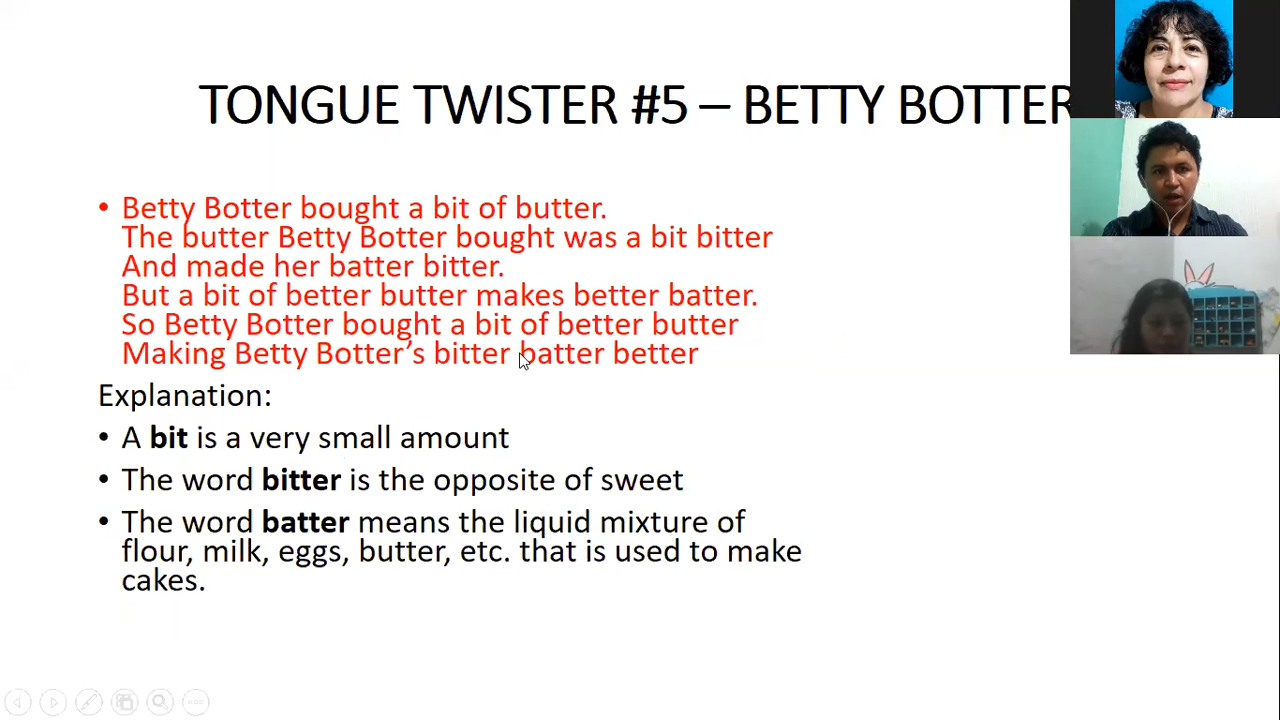 TONGUE TWISTER #5 – BETTY BOTTER
• Betty Botter bought a bit of butter.
The butter Betty Botter bought was a bit bitter
And made her batter bitter.
But a bit of better butter makes better batter.
So Betty Botter bought a bit of better butter
Making Betty Botter’s bitter batter better
Explanation:
• A bit is a very small amount
• The word bitter is the opposite of sweet
• The word batter means the liquid mixture of
flour, milk, eggs, butter, etc. that is used to make
cakes.